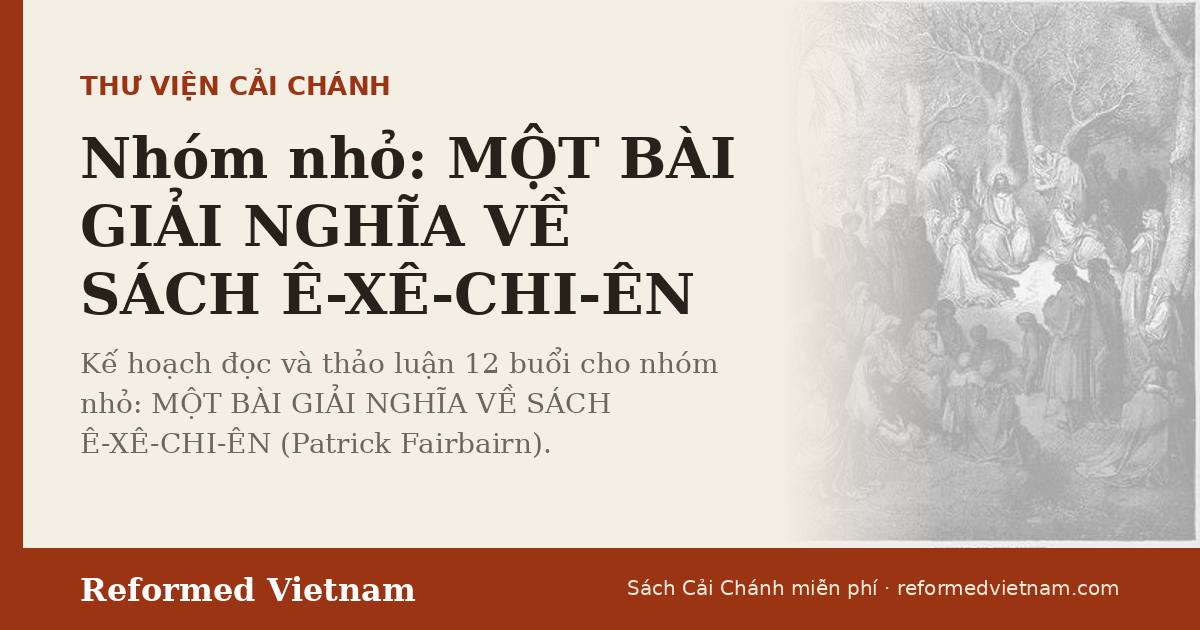 THƯ VIỆN CẢI CHÁNH
Nhóm nhỏ: MỘT BÀI
GIẢI NGHĨA VỀ
SÁCH Ê-XÊ-CHI-ÊN
Kế hoạch đọc và thảo luận 12 buổi cho nhóm
nhỏ: MỘT BÀI GIẢI NGHĨA VỀ SÁCH
Ê-XÊ-CHI-ÊN (Patrick Fairbairn).
Reformed Vietnam
Sách Cải Chánh miễn phí · reformedvietnam.com